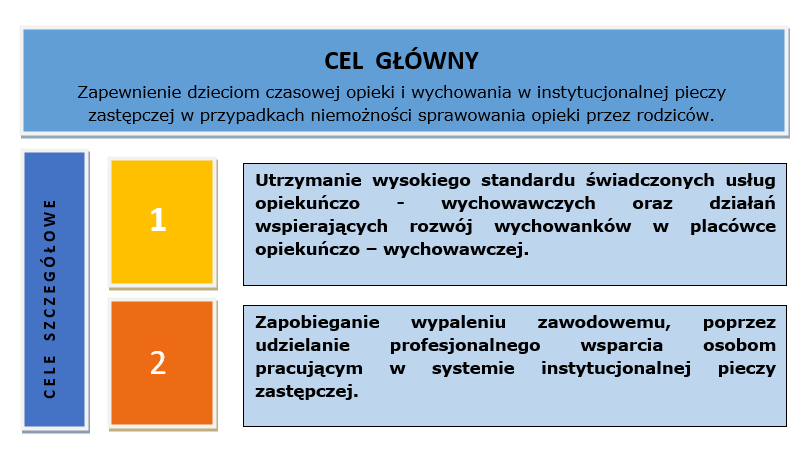 CEL GŁÓWNY
Zapewnienie dzieciom czasowej opieki i wychowania w instytucjonalnej pieczy
zastępczej w przypadkach niemożności sprawowania opieki przez rodziców.
CELE SZCZEGÓŁOWE
1
Utrzymanie wysokiego standardu świadczonych usług
opiekuńczo - wychowawczych oraz działań
wspierających rozwój wychowanków w placówce
opiekuńczo – wychowawczej.
2
Zapobieganie wypaleniu zawodowemu, poprzez
udzielanie profesjonalnego wsparcia osobom
pracującym w systemie instytucjonalnej pieczy
zastępczej.